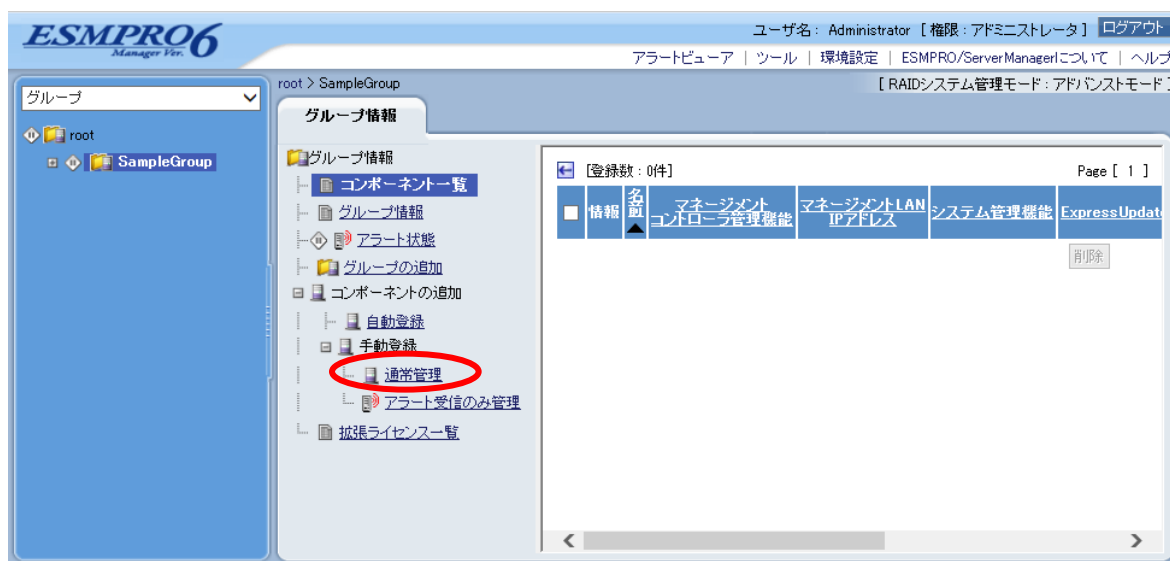 ESMPRO6
Manager Ver.
ユーザ名： Administrator [ 権限：アドミニストレータ ] ログアウト
アラートビューア | ツール | 環境設定 | ESMPRO/ServerManagerについて | ヘルプ
グループ
root > SampleGroup
[ RAIDシステム管理モード：アドバンストモード ]
グループ情報
root
SampleGroup
グループ情報
コンポーネント一覧
グループ情報
アラート状態
グループの追加
コンポーネントの追加
自動登録
手動登録
通常管理
アラート受信のみ管理
拡張ライセンス一覧
[登録数：0件]
Page [ 1 ]
情報
名前
マネージメント
コントローラ管理機能
マネージメントLAN
IPアドレス
システム管理機能
ExpressUpdat
削除